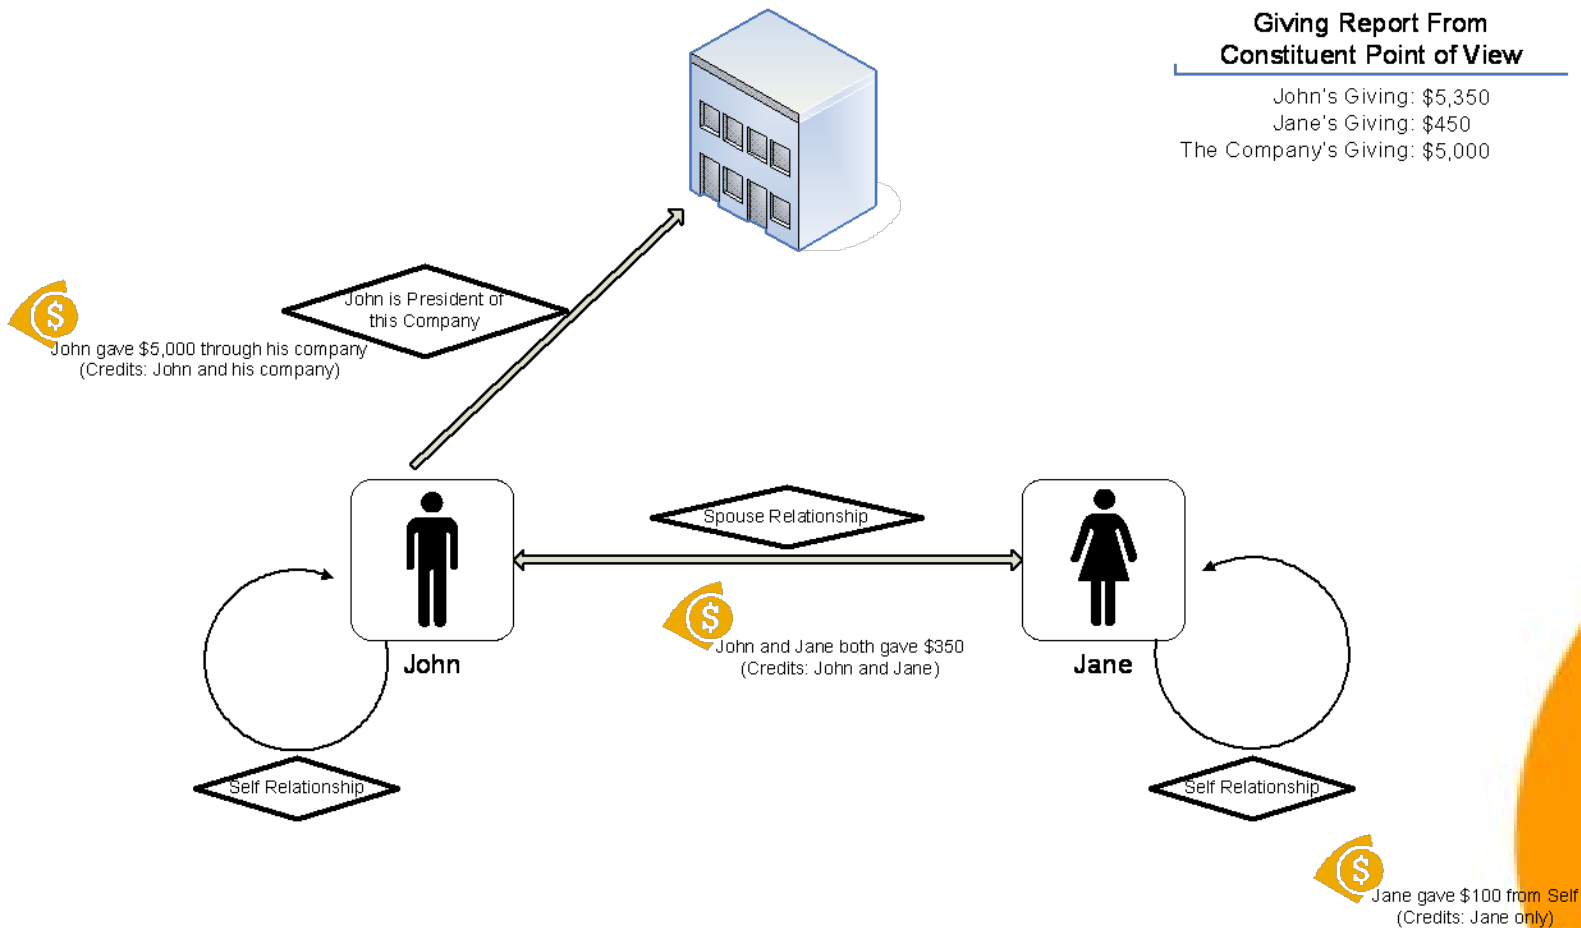 Giving Report From
Constituent Point of View
John's Giving: $5,350
Jane's Giving: $450
The Company's Giving: $5,000
John is President of
this Company
$
John gave $5,000 through his company
(Credits: John and his company)
Spouse Relationship
$
John and Jane both gave $350
(Credits: John and Jane)
John
Jane
Self Relationship
Self Relationship
$
Jane gave $100 from Self
(Credits: Jane only)